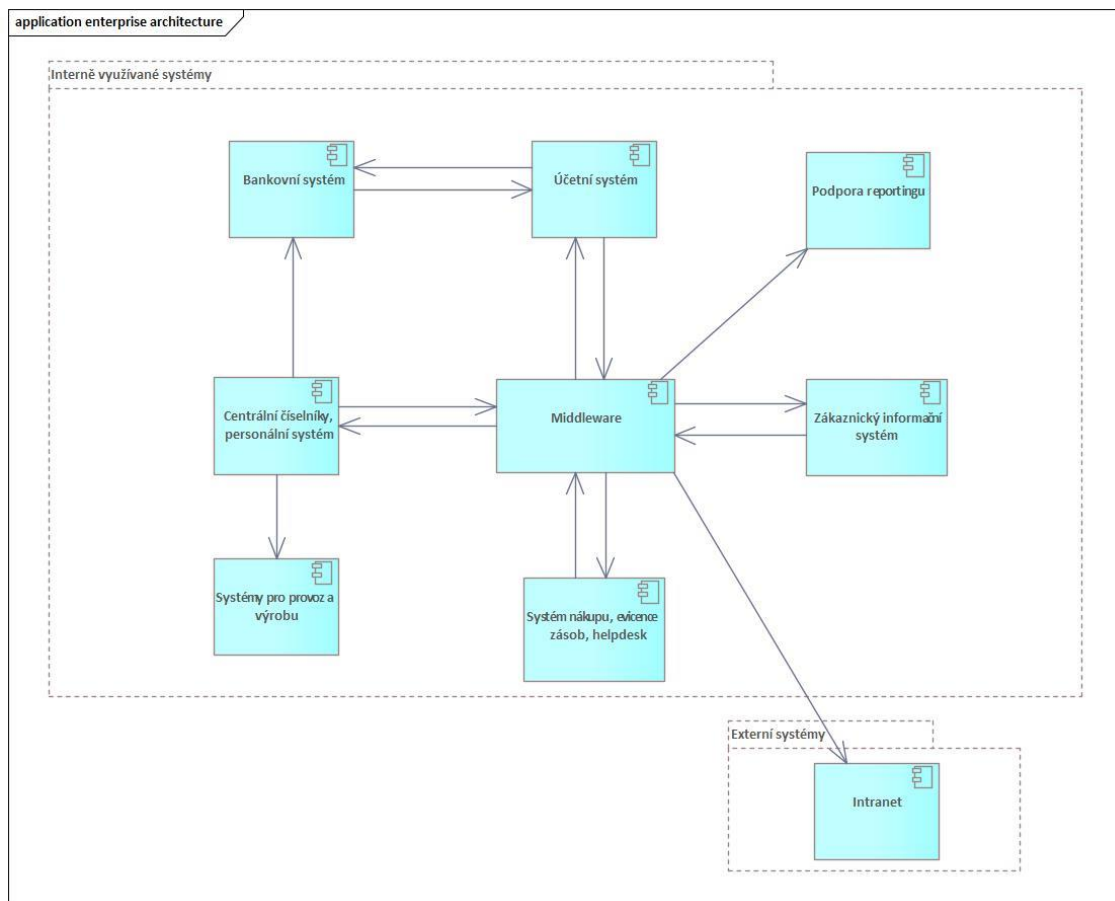 application enterprise architecture
Interně využívané systémy
Bankovní systém
Účetní systém
Podpora reportingu
Centrální číselníky,
personální systém
Middleware
Zákaznický informační
systém
Systémy pro provoz a
výrobu
Systém nákupu, evicence
zásob, helpdesk
Externí systémy
Intranet